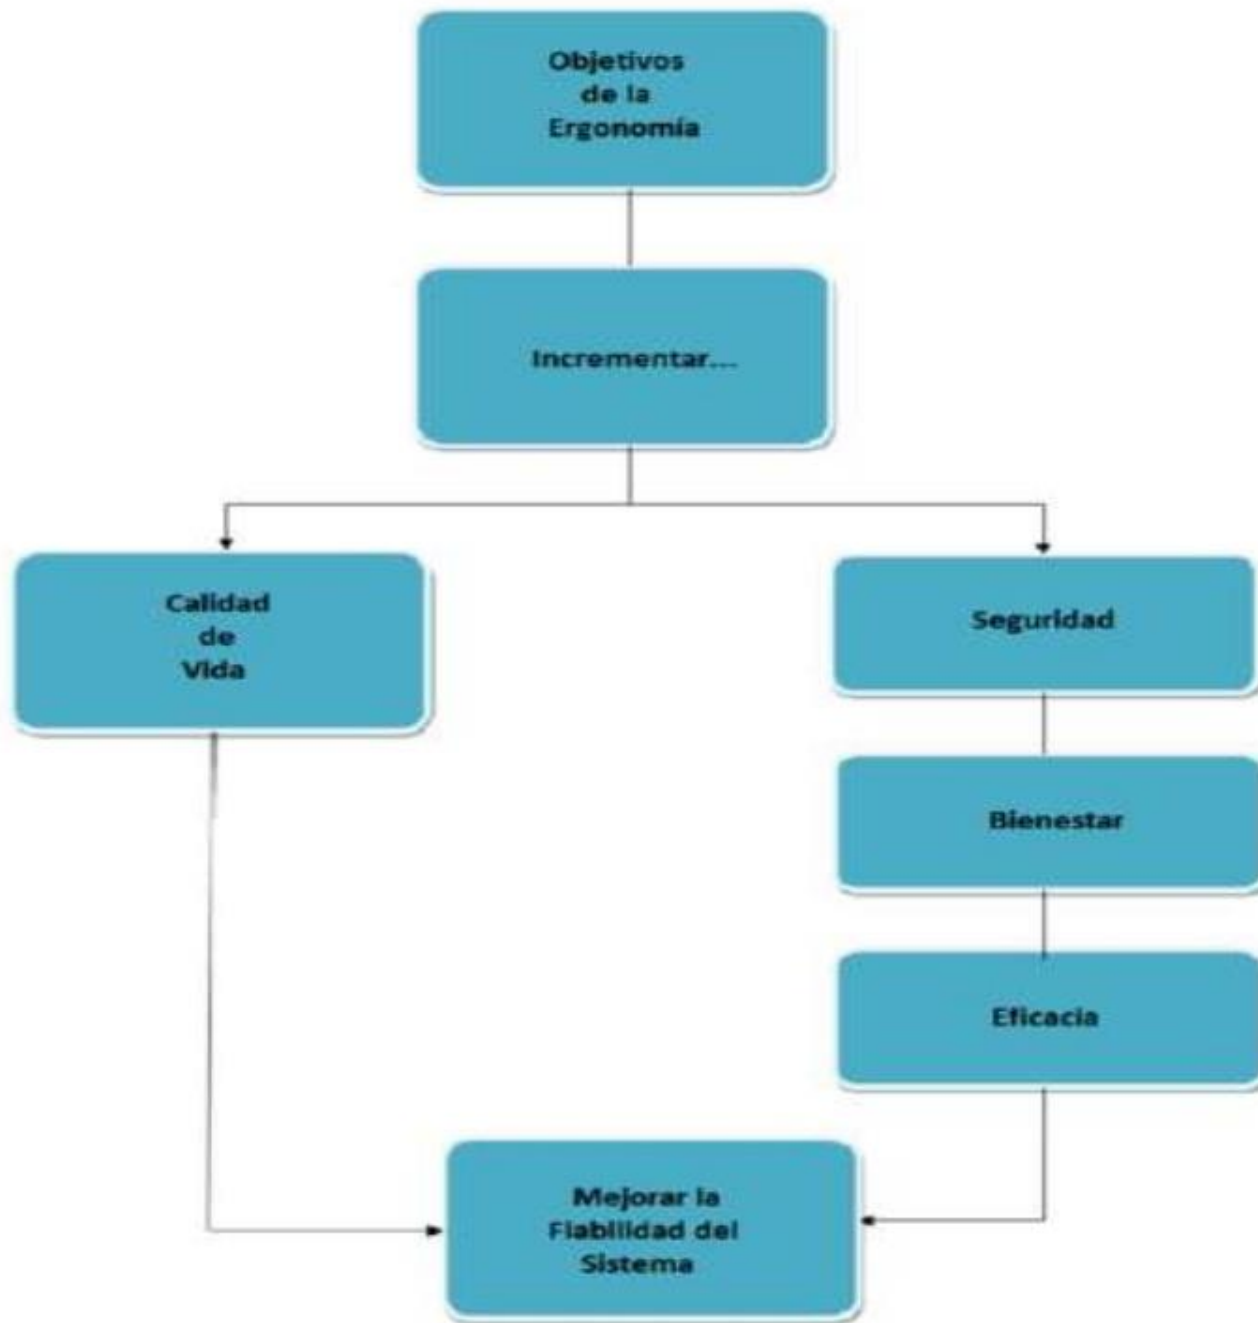 Objetivos
de la
Ergonomía
Incrementar...
Calidad
de
Vida
Seguridad
Bienestar
Eficacia
Mejorar la
Fiabilidad del
Sistema